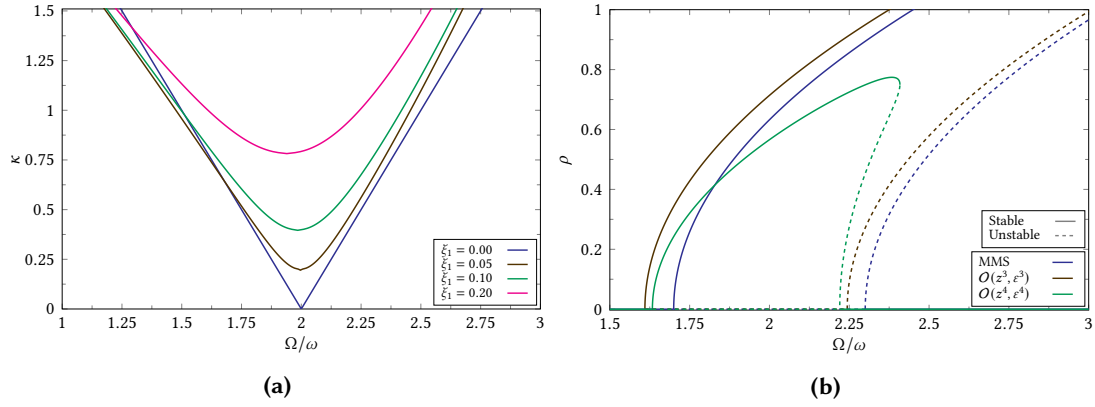 1.5
1.25
1
0.75
0.5
0.25
0
κ
1 1.25 1.5 1.75 2 2.25 2.5 2.75 3
Ω/ω
ξ₁ = 0.00
ξ₁ = 0.05
ξ₁ = 0.10
ξ₁ = 0.20
(a)
1
0.8
0.6
0.4
0.2
0
ρ
1.5 1.75 2 2.25 2.5 2.75 3
Ω/ω
Stable
Unstable
MMS
𝒪(z³, ε³)
𝒪(z⁴, ε⁴)
(b)